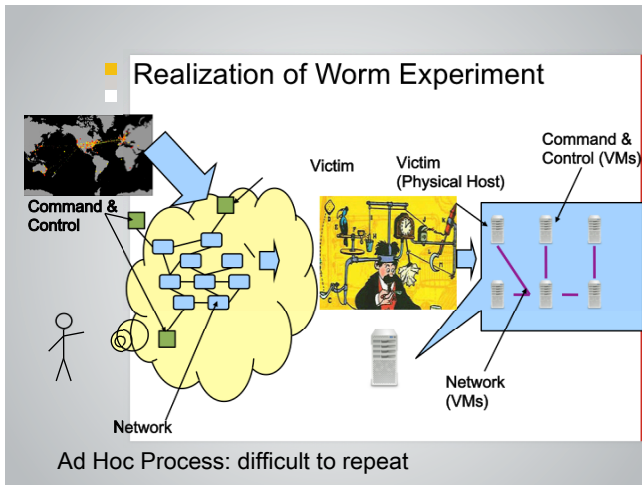 Realization of Worm Experiment
Command &
Control
Victim
Victim
(Physical Host)
Command &
Control (VMs)
Network
Network
(VMs)
Ad Hoc Process: difficult to repeat